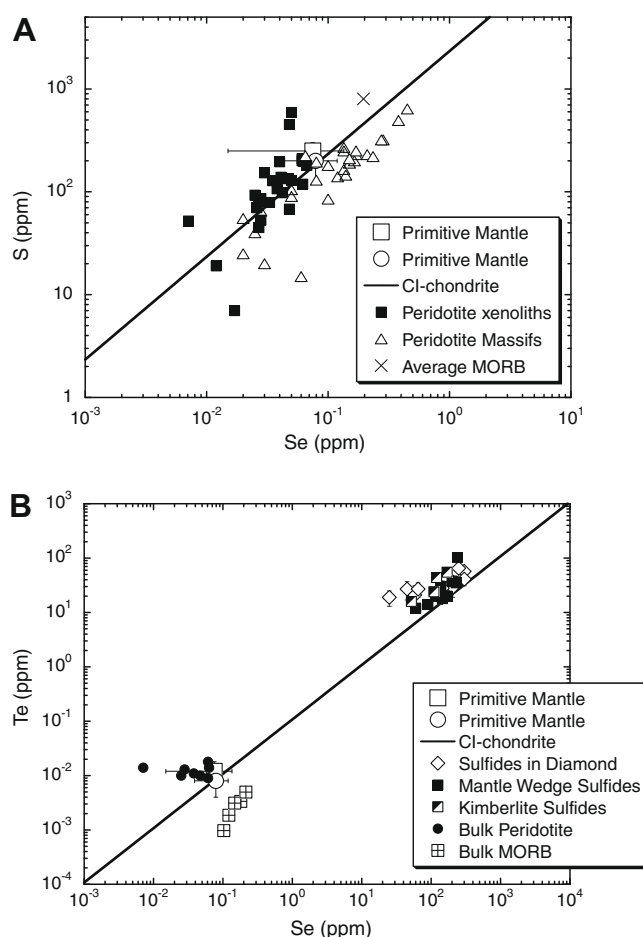 A
10³
10²
10
1
S (ppm)
Primitive Mantle
Primitive Mantle
CI-chondrite
Peridotite xenoliths
Peridotite Massifs
Average MORB
10⁻³
10⁻²
10⁻¹
10⁰
10¹
Se (ppm)
B
10³
10²
10¹
10⁰
10⁻¹
10⁻²
10⁻³
10⁻⁴
Te (ppm)
Primitive Mantle
Primitive Mantle
CI-chondrite
Sulfides in Diamond
Mantle Wedge Sulfides
Kimberlite Sulfides
Bulk Peridotite
Bulk MORB
10⁻³
10⁻²
10⁻¹
10⁰
10¹
10²
10³
10⁴
Se (ppm)